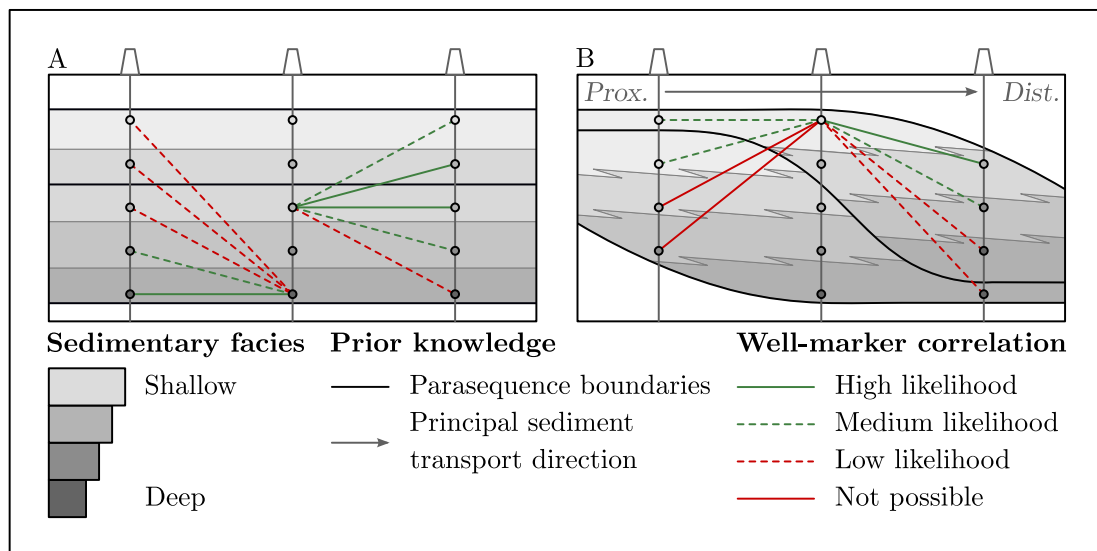 A
B
Prox.
Dist.
Sedimentary facies
Shallow
Deep
Prior knowledge
Parasequence boundaries
Principal sediment
transport direction
Well-marker correlation
High likelihood
Medium likelihood
Low likelihood
Not possible